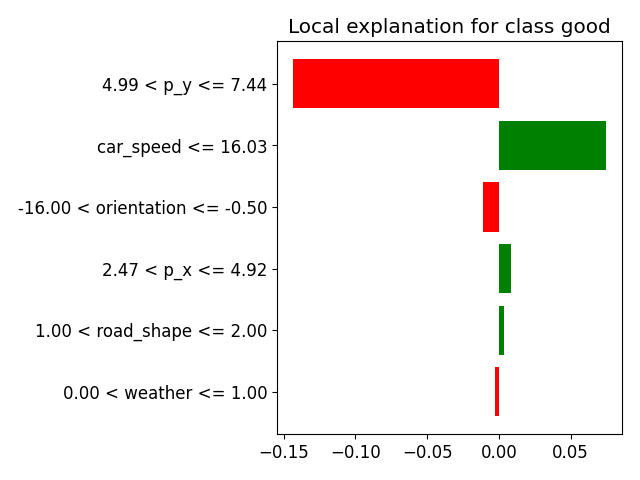 Local explanation for class good
4.99 < p_y <= 7.44
car_speed <= 16.03
-16.00 < orientation <= -0.50
2.47 < p_x <= 4.92
1.00 < road_shape <= 2.00
0.00 < weather <= 1.00
−0.15 −0.10 −0.05 0.00 0.05